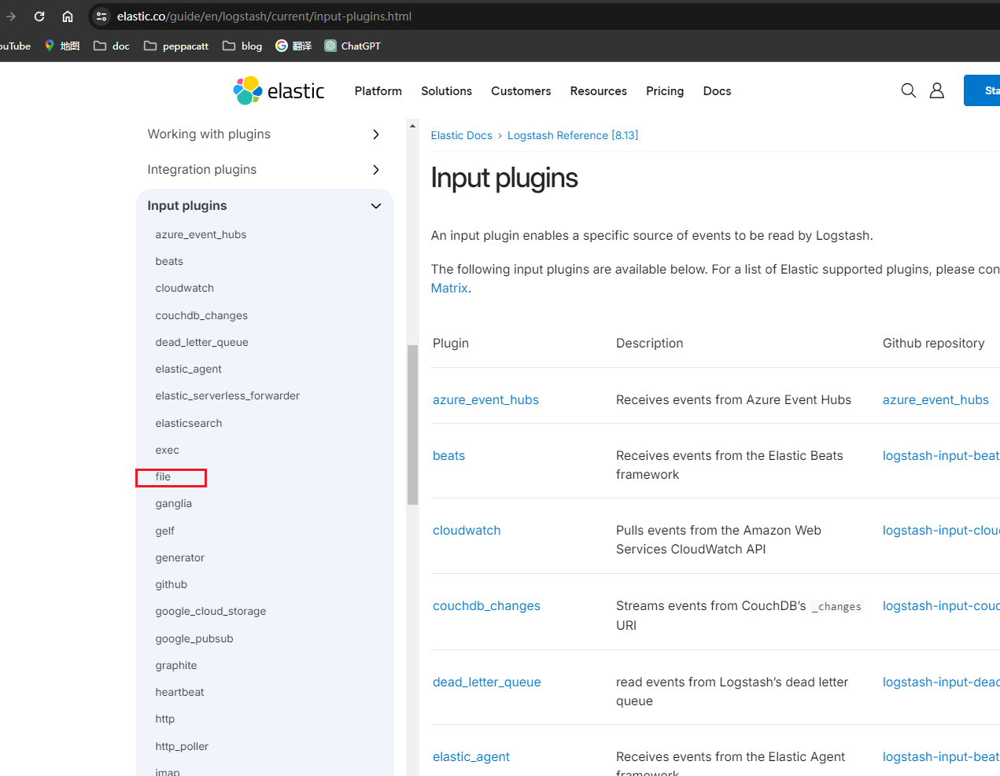 elastic.co/guide/en/logstash/current/input-plugins.html
ouTube 地图 doc peppacatt blog 翻译 ChatGPT
elastic Platform Solutions Customers Resources Pricing Docs Sta
Working with plugins
Integration plugins
Input plugins
azure_event_hubs
beats
cloudwatch
couchdb_changes
dead_letter_queue
elastic_agent
elastic_serverless_forwarder
elasticsearch
exec
file
ganglia
gelf
generator
github
google_cloud_storage
google_pubsub
graphite
heartbeat
http
http_poller
imap
Elastic Docs › Logstash Reference [8.13]
Input plugins
An input plugin enables a specific source of events to be read by Logstash.
The following input plugins are available below. For a list of Elastic supported plugins, please con
Matrix.
Plugin Description Github repository
azure_event_hubs Receives events from Azure Event Hubs azure_event_hubs
beats Receives events from the Elastic Beats logstash-input-beat
framework
cloudwatch Pulls events from the Amazon Web logstash-input-clou
Services CloudWatch API
couchdb_changes Streams events from CouchDB’s _changes logstash-input-couc
URI
dead_letter_queue read events from Logstash’s dead letter logstash-input-dead
queue
elastic_agent Receives events from the Elastic Agent logstash-input-beat
framework